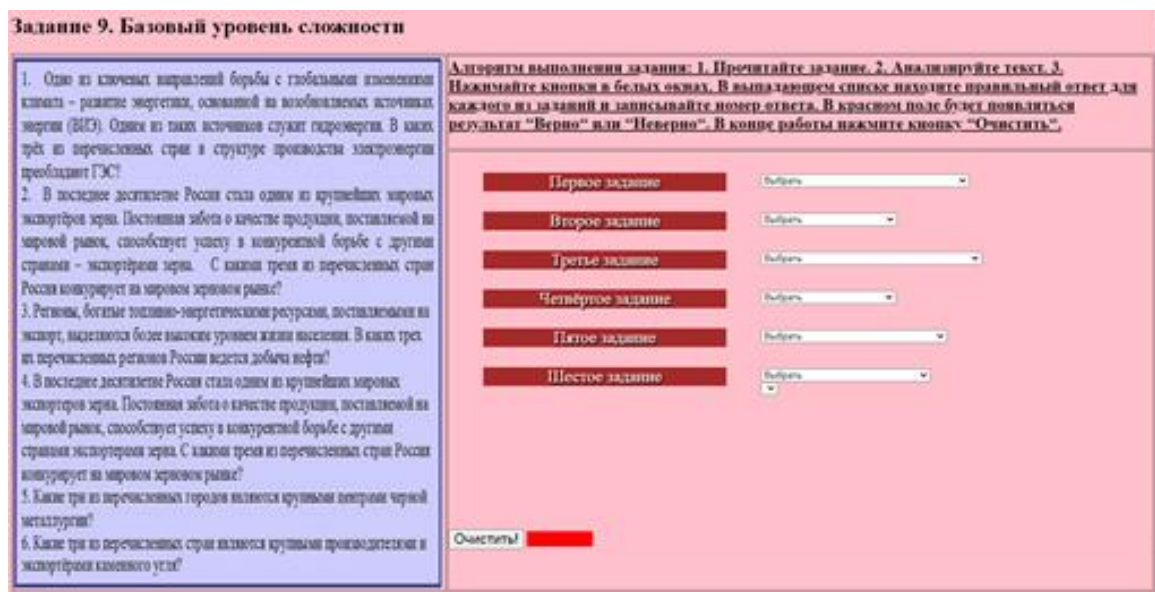 Задание 9. Базовый уровень сложности
1. Одно из ключевых направлений борьбы с глобальными изменениями
климата – развитие энергетики, основанной на возобновляемых источниках
энергии (ВИЭ). Одним из таких источников служит гидроэнергия. В каких
трёх из перечисленных стран в структуре производства электроэнергии
преобладают ГЭС?
2. В последнее десятилетие Россия стала одним из крупнейших мировых
экспортёров зерна. Постоянная забота о качестве продукции, поставляемой на
мировой рынок, способствует успеху в конкурентной борьбе с другими
странами – экспортёрами зерна. С какими тремя из перечисленных стран
Россия конкурирует на мировом зерновом рынке?
3. Регионы, богатые топливно-энергетическими ресурсами, поставляемыми на
экспорт, выделяются более высоким уровнем жизни населения. В каких трех
из перечисленных регионов России ведется добыча нефти?
4. В последнее десятилетие Россия стала одним из крупнейших мировых
экспортеров зерна. Постоянная забота о качестве продукции, поставляемой на
мировой рынок, способствует успеху в конкурентной борьбе с другими
странами экспортерами зерна. С какими тремя из перечисленных стран Россия
конкурирует на мировом зерновом рынке?
5. Какие три из перечисленных городов являются крупными центрами черной
металлургии?
6. Какие три из перечисленных стран являются крупными производителями и
экспортёрами каменного угля?
Алгоритм выполнения задания: 1. Прочитайте задание. 2. Анализируйте текст. 3.
Нажимайте кнопки в белых окнах. В выпадающем списке находите правильный ответ для
каждого из заданий и записывайте номер ответа. В красном поле будет появляться
результат "Верно" или "Неверно". В конце работы нажмите кнопку "Очистить".
Первое задание Выбрать
Второе задание Выбрать
Третье задание Выбрать
Четвёртое задание Выбрать
Пятое задание Выбрать
Шестое задание Выбрать
Очистить!